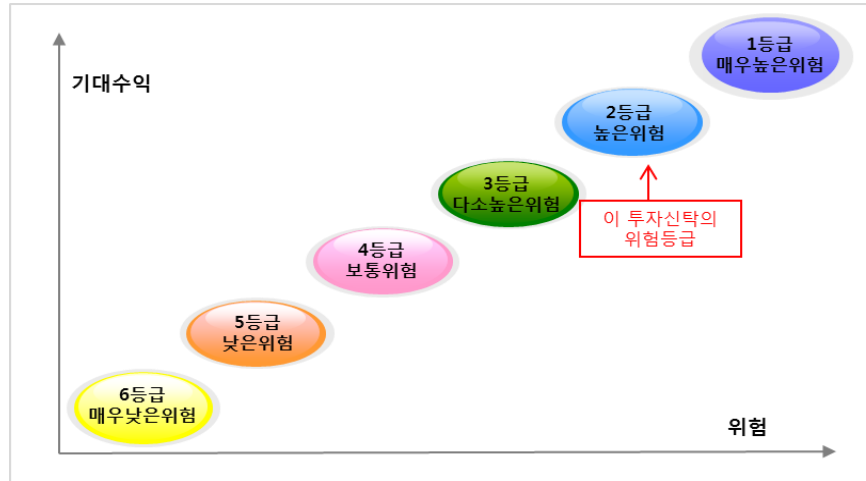 1등급
매우높은위험
기대수익
2등급
높은위험
3등급
다소높은위험
이 투자신탁의
위험등급
4등급
보통위험
5등급
낮은위험
6등급
매우낮은위험
위험